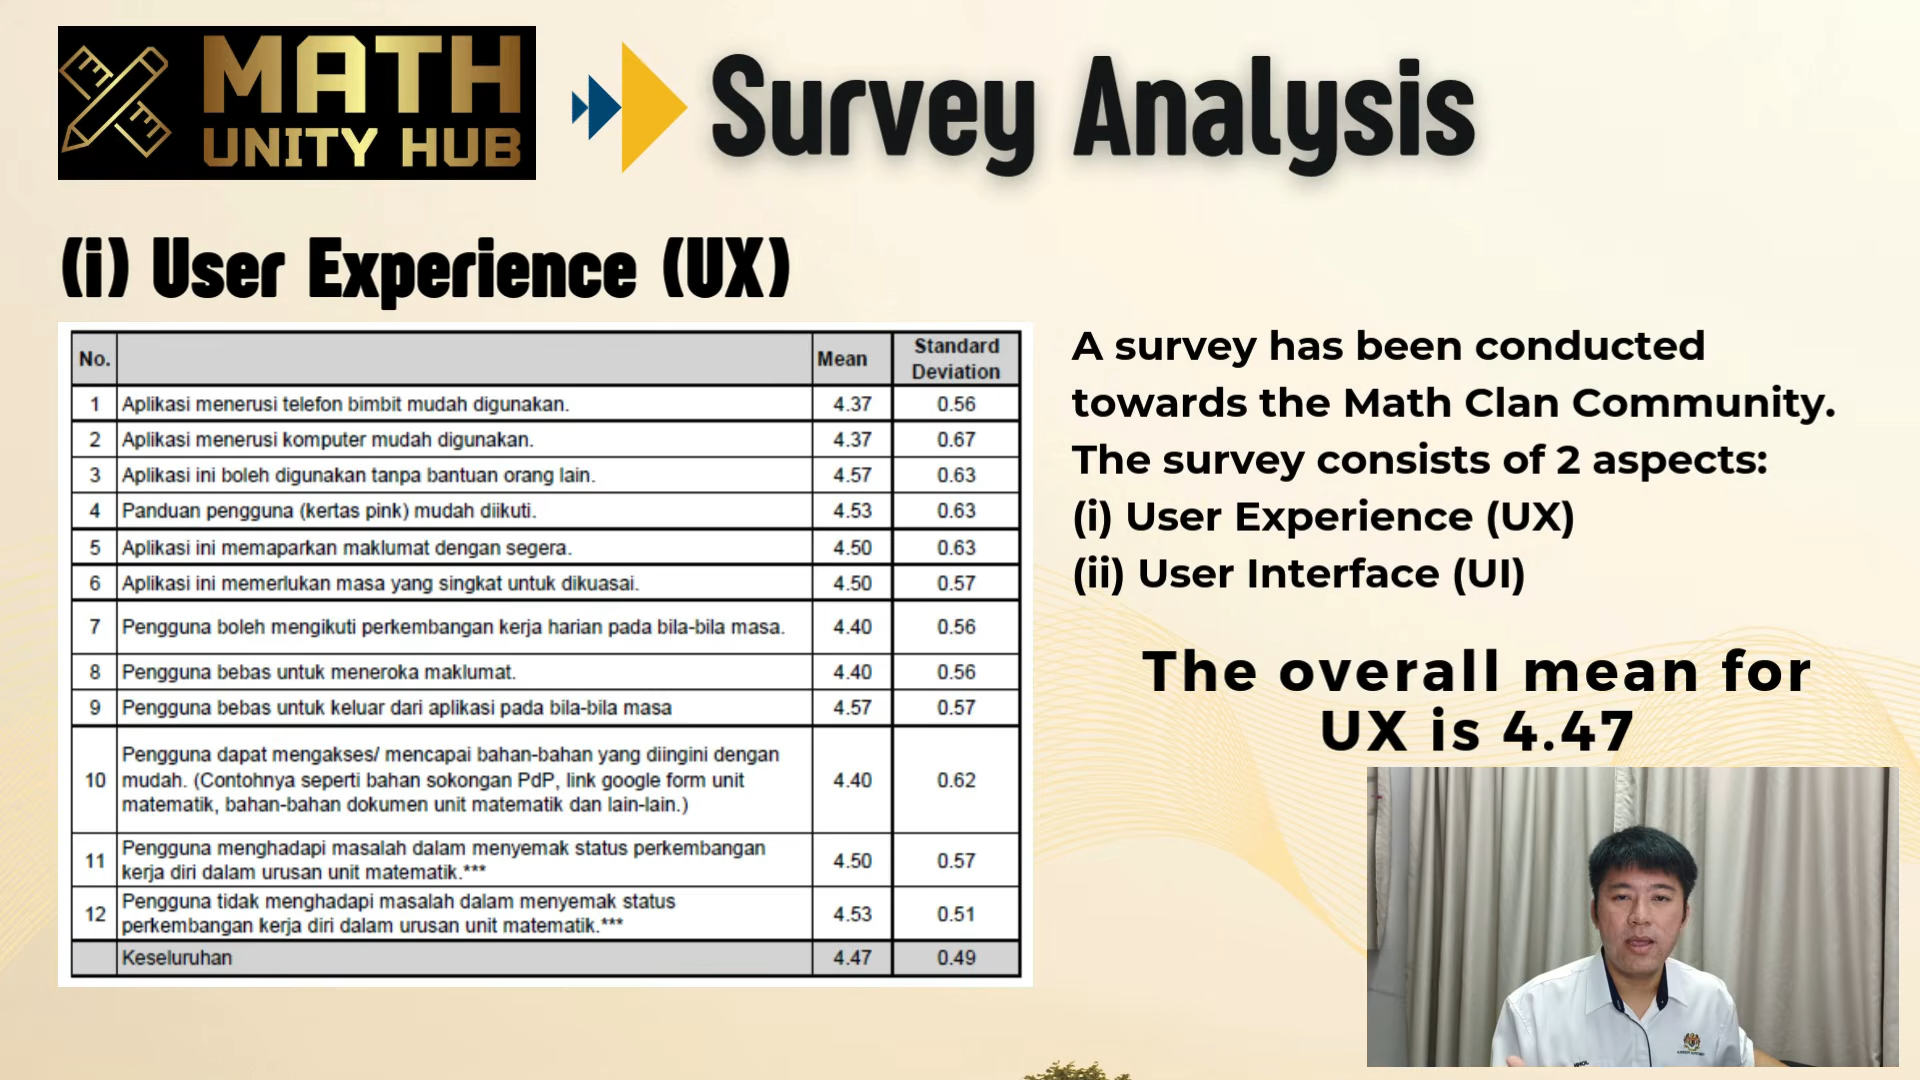 MATH
UNITY HUB
Survey Analysis
(i) User Experience (UX)
No. Mean Standard
Deviation
1 Aplikasi menerusi telefon bimbit mudah digunakan. 4.37 0.56
2 Aplikasi menerusi komputer mudah digunakan. 4.37 0.67
3 Aplikasi ini boleh digunakan tanpa bantuan orang lain. 4.57 0.63
4 Panduan pengguna (kertas pink) mudah diikuti. 4.53 0.63
5 Aplikasi ini memaparkan maklumat dengan segera. 4.50 0.63
6 Aplikasi ini memerlukan masa yang singkat untuk dikuasai. 4.50 0.57
7 Pengguna boleh mengikuti perkembangan kerja harian pada bila-bila masa. 4.40 0.56
8 Pengguna bebas untuk meneroka maklumat. 4.40 0.56
9 Pengguna bebas untuk keluar dari aplikasi pada bila-bila masa 4.57 0.57
Pengguna dapat mengakses/ mencapai bahan-bahan yang diingini dengan
10 mudah. (Contohnya seperti bahan sokongan PdP, link google form unit 4.40 0.62
matematik, bahan-bahan dokumen unit matematik dan lain-lain.)
11 Pengguna menghadapi masalah dalam menyemak status perkembangan 4.50 0.57
kerja diri dalam urusan unit matematik.***
12 Pengguna tidak menghadapi masalah dalam menyemak status 4.53 0.51
perkembangan kerja diri dalam urusan unit matematik.***
Keseluruhan 4.47 0.49
A survey has been conducted
towards the Math Clan Community.
The survey consists of 2 aspects:
(i) User Experience (UX)
(ii) User Interface (UI)
The overall mean for
UX is 4.47